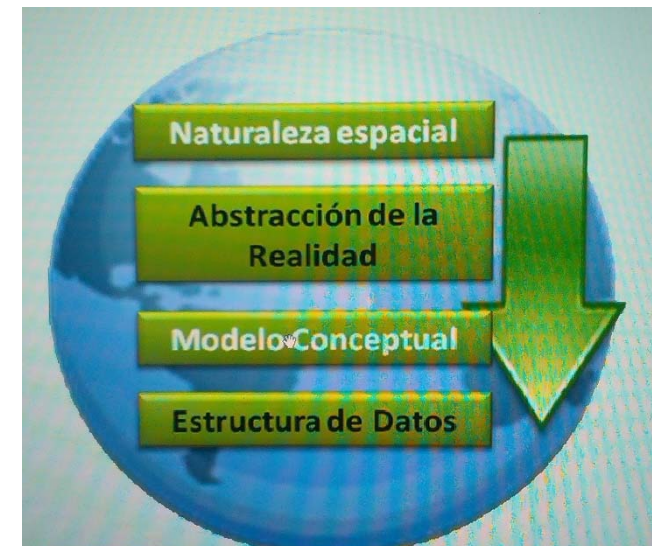 Naturaleza espacial
Abstracción de la
Realidad
Modelo Conceptual
Estructura de Datos